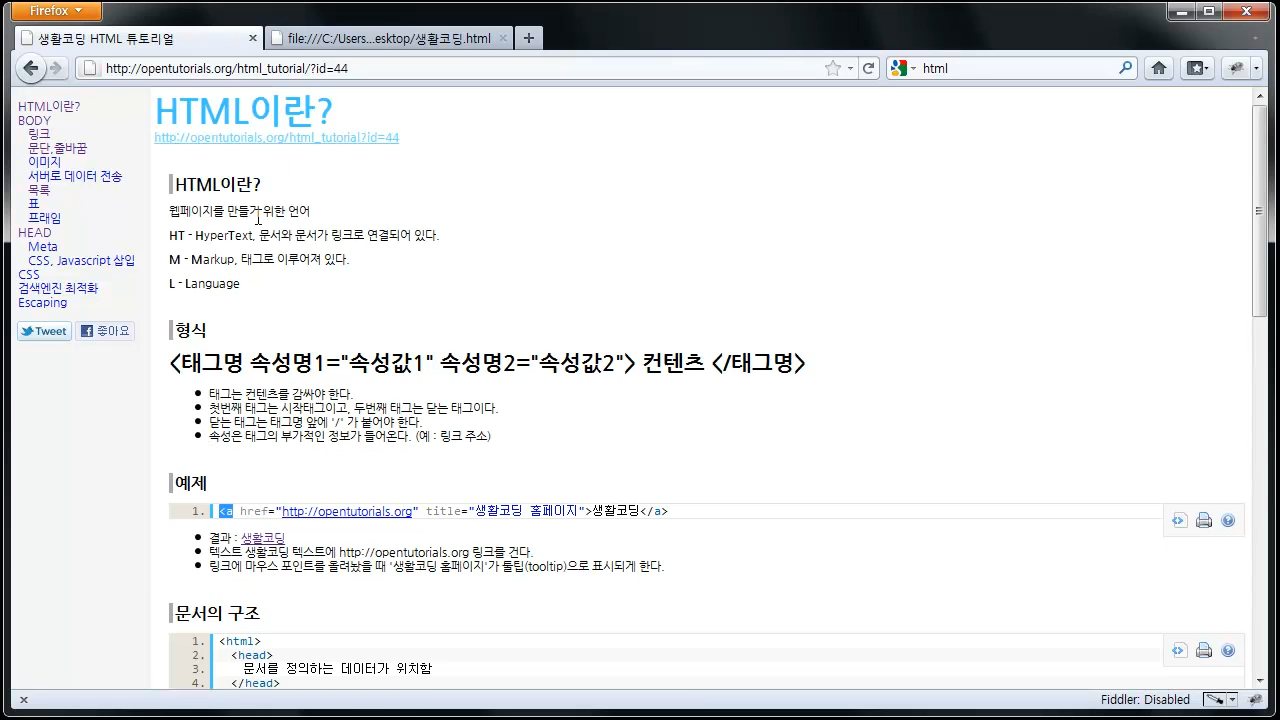 Firefox
생활코딩 HTML 튜토리얼
file:///C:/Users...esktop/생활코딩.html
http://opentutorials.org/html_tutorial/?id=44
html
HTML이란?
BODY
링크
문단,줄바꿈
이미지
서버로 데이터 전송
목록
표
프래임
HEAD
Meta
CSS, Javascript 삽입
CSS
검색엔진 최적화
Escaping
Tweet
좋아요
HTML이란?
http://opentutorials.org/html_tutorial?id=44
HTML이란?
웹페이지를 만들기 위한 언어
HT - HyperText, 문서와 문서가 링크로 연결되어 있다.
M - Markup, 태그로 이루어져 있다.
L - Language
형식
<태그명 속성명1="속성값1" 속성명2="속성값2"> 컨텐츠 </태그명>
태그는 컨텐츠를 감싸야 한다.
첫번째 태그는 시작태그이고, 두번째 태그는 닫는 태그이다.
닫는 태그는 태그명 앞에 '/' 가 붙어야 한다.
속성은 태그의 부가적인 정보가 들어온다. (예 : 링크 주소)
예제
1. <a href="http://opentutorials.org" title="생활코딩 홈페이지">생활코딩</a>
결과 : 생활코딩
텍스트 생활코딩 텍스트에 http://opentutorials.org 링크를 건다.
링크에 마우스 포인트를 올려놨을 때 '생활코딩 홈페이지'가 툴팁(tooltip)으로 표시되게 한다.
문서의 구조
1. <html>
2. <head>
3. 문서를 정의하는 데이터가 위치함
4. </head>
Fiddler: Disabled